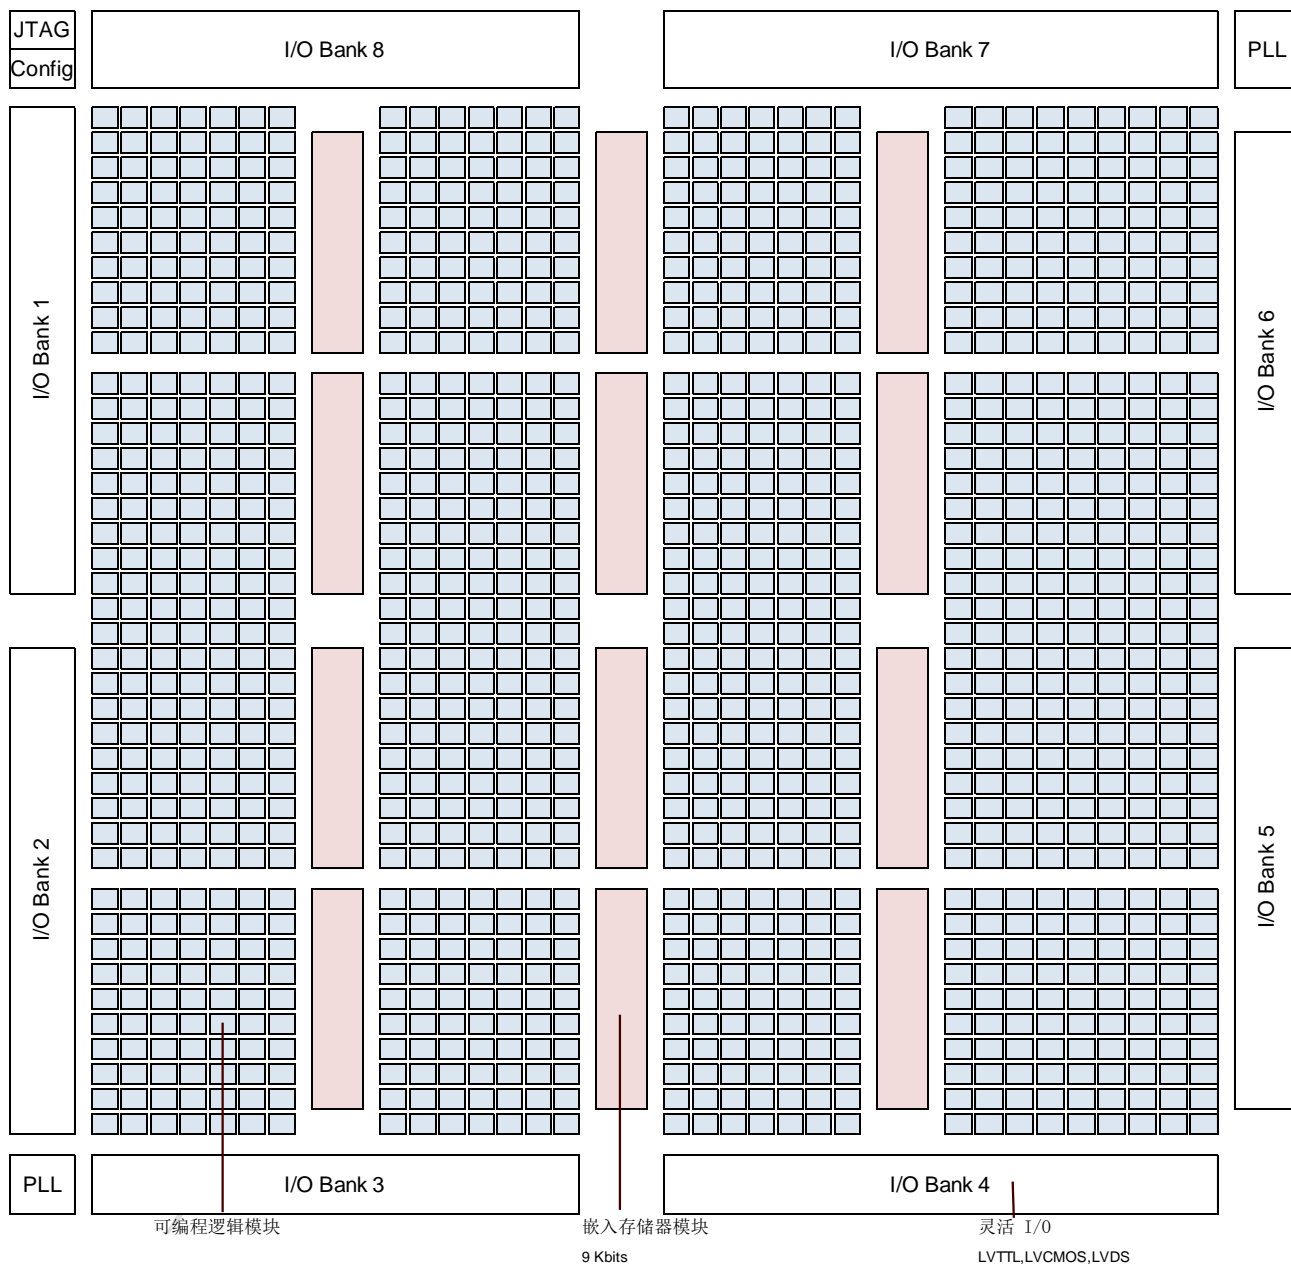 JTAG
Config
I/O Bank 8
I/O Bank 7
PLL
I/O Bank 1
I/O Bank 6
I/O Bank 2
I/O Bank 5
PLL
I/O Bank 3
I/O Bank 4
可编程逻辑模块
嵌入存储器模块
灵活 I/O
9 Kbits
LVTTL,LVCMOS,LVDS